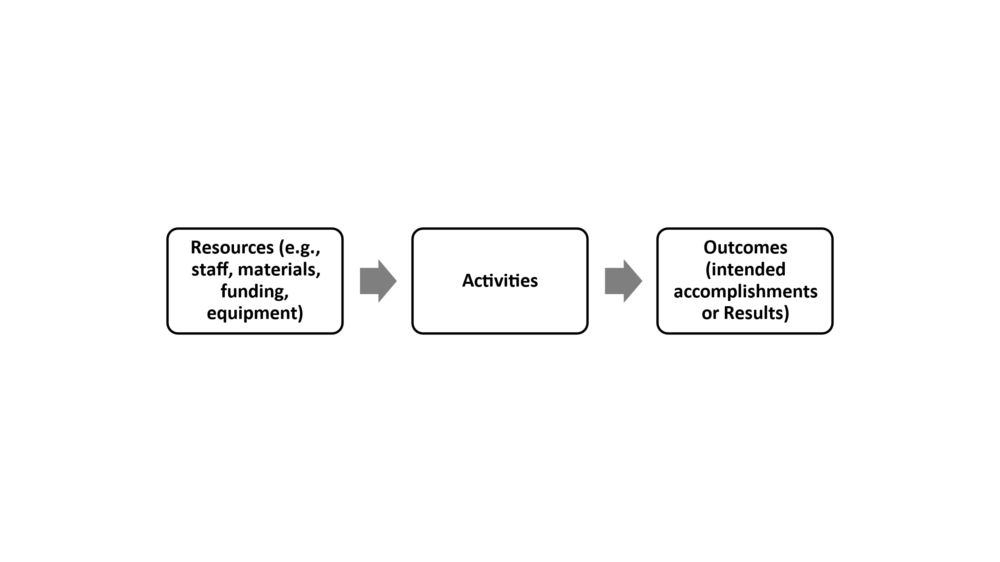 Resources (e.g.,
staff, materials,
funding,
equipment)
Activities
Outcomes
(intended
accomplishments
or Results)